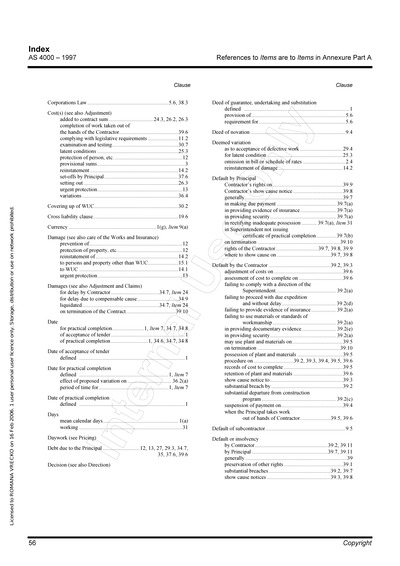 Index
AS 4000 – 1997
References to Items are to Items in Annexure Part A
Clause
Corporations Law ... 5.6, 38.3
Cost(s) (see also Adjustment)
added to contract sum ... 24.3, 26.2, 26.3
completion of work taken out of
the hands of the Contractor ... 39.6
complying with legislative requirements ... 11.2
examination and testing ... 30.7
latent conditions ... 25.3
protection of person, etc ... 12
protection of property, etc ... 12
provisional sums ... 3
reinstatement ... 14.2
set-offs by Principal ... 37.6
setting out ... 26.3
urgent protection ... 13
variations ... 36.4
Covering up of WUC ... 30.2
Cross liability clause ... 19.6
Currency ... 1(g), Item 9(a)
Damage (see also care of the Works and Insurance)
prevention of ... 12
protection of property, etc ... 12
reinstatement of ... 14.2
to persons and property other than WUC ... 15.1
to WUC ... 14.1
urgent protection ... 13
Damages (see also Adjustment and Claims)
for delay by Contractor ... 34.7, Item 24
for delay due to compensable cause ... 34.9
liquidated ... 34.7, Item 24
on termination of the Contract ... 39.10
Date
for practical completion ... 1, Item 7, 34.7, 34.8
of acceptance of tender ... 1
of practical completion ... 1, 34.6, 34.7, 34.8
Date of acceptance of tender
defined ... 1
Date for practical completion
defined ... 1, Item 7
effect of proposed variation on ... 36.2(a)
period of time for ... 1, Item 7
Date of practical completion
defined ... 1
Days
mean calendar days ... 1(a)
working ... 31
Daywork (see Pricing)
Debt due to the Principal ... 12, 13, 27, 29.3, 34.7,
35, 37.6, 39.6
Decision (see also Direction)
Clause
Deed of guarantee, undertaking and substitution
defined ... 1
provision of ... 5.6
requirement for ... 5.6
Deed of novation ... 9.4
Deemed variation
as to acceptance of defective work ... 29.4
for latent condition ... 25.3
omission in bill or schedule of rates ... 2.4
reinstatement of damage ... 14.2
Default by Principal
Contractor's rights on ... 39.9
Contractor's show cause notice ... 39.8
generally ... 39.7
in making due payment ... 39.7(a)
in providing evidence of insurance ... 39.7(a)
in providing security ... 39.7(a)
in rectifying inadequate possession ... 39.7(a), Item 31
in Superintendent not issuing
certificate of practical completion ... 39.7(b)
on termination ... 39.10
rights of the Contractor ... 39.7, 39.8, 39.9
where to show cause on ... 39.7, 39.8
Default by the Contractor ... 39.2, 39.3
adjustment of costs on ... 39.6
assessment of cost to complete on ... 39.6
failing to comply with a direction of the
Superintendent ... 39.2(a)
failing to proceed with due expedition
and without delay ... 39.2(d)
failing to provide evidence of insurance ... 39.2(a)
failing to use materials or standards of
workmanship ... 39.2(a)
in providing documentary evidence ... 39.2(e)
in providing security ... 39.2(a)
may use plant and materials on ... 39.5
on termination ... 39.10
possession of plant and materials ... 39.5
procedure on ... 39.2, 39.3, 39.4, 39.5, 39.6
records of cost to complete ... 39.5
retention of plant and materials ... 39.6
show cause notice to ... 39.3
substantial breach by ... 39.2
substantial departure from construction
program ... 39.2(c)
suspension of payment on ... 39.4
when the Principal takes work
out of hands of Contractor ... 39.5, 39.6
Default of subcontractor ... 9.5
Default or insolvency
by Contractor ... 39.2, 39.11
by Principal ... 39.7, 39.11
generally ... 39
preservation of other rights ... 39.1
substantial breaches ... 39.2, 39.7
show cause notices ... 39.3, 39.8
56
Copyright